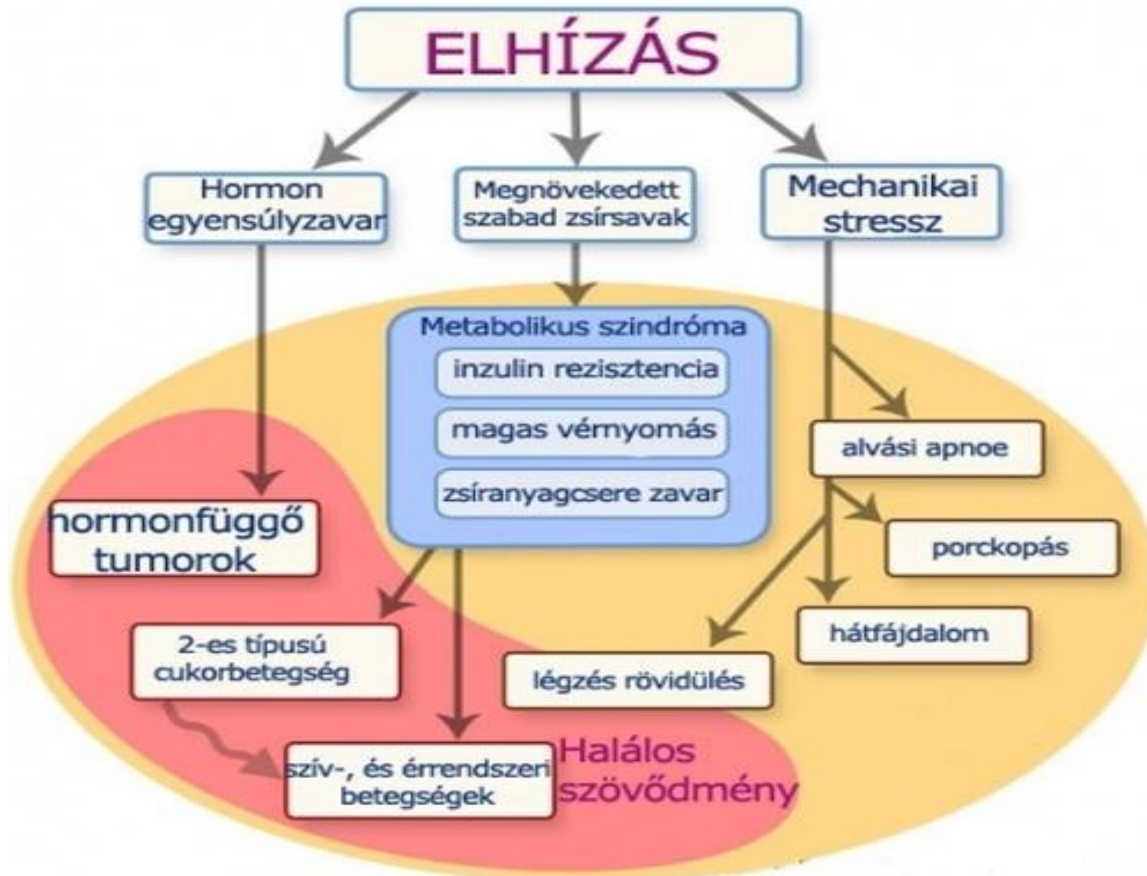 ELHÍZÁS
Hormon
egyensúlyzavar
Megnövekedett
szabad zsírsavak
Mechanikai
stressz
Metabolikus szindróma
inzulin rezisztencia
magas vérnyomás
zsíranyagcsere zavar
alvási apnoe
porckopás
hátfájdalom
légzés rövidülés
hormonfüggő
tumorok
2-es típusú
cukorbetegség
szív-, és érrendszeri
betegségek
Halálos
szövődmény